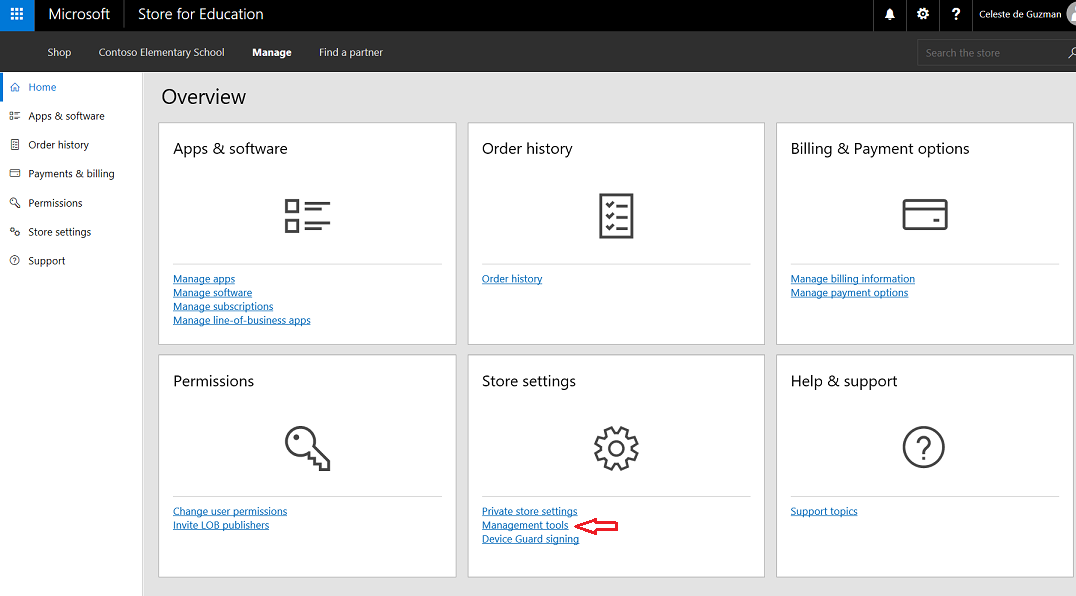 Microsoft
Store for Education
?
Celeste de Guzman
Shop
Contoso Elementary School
Manage
Find a partner
Search the store
Home
Apps & software
Order history
Payments & billing
Permissions
Store settings
Support
Overview
Apps & software
Manage apps
Manage software
Manage subscriptions
Manage line-of-business apps
Order history
Order history
Billing & Payment options
Manage billing information
Manage payment options
Permissions
Change user permissions
Invite LOB publishers
Store settings
Private store settings
Management tools
Device Guard signing
Help & support
?
Support topics